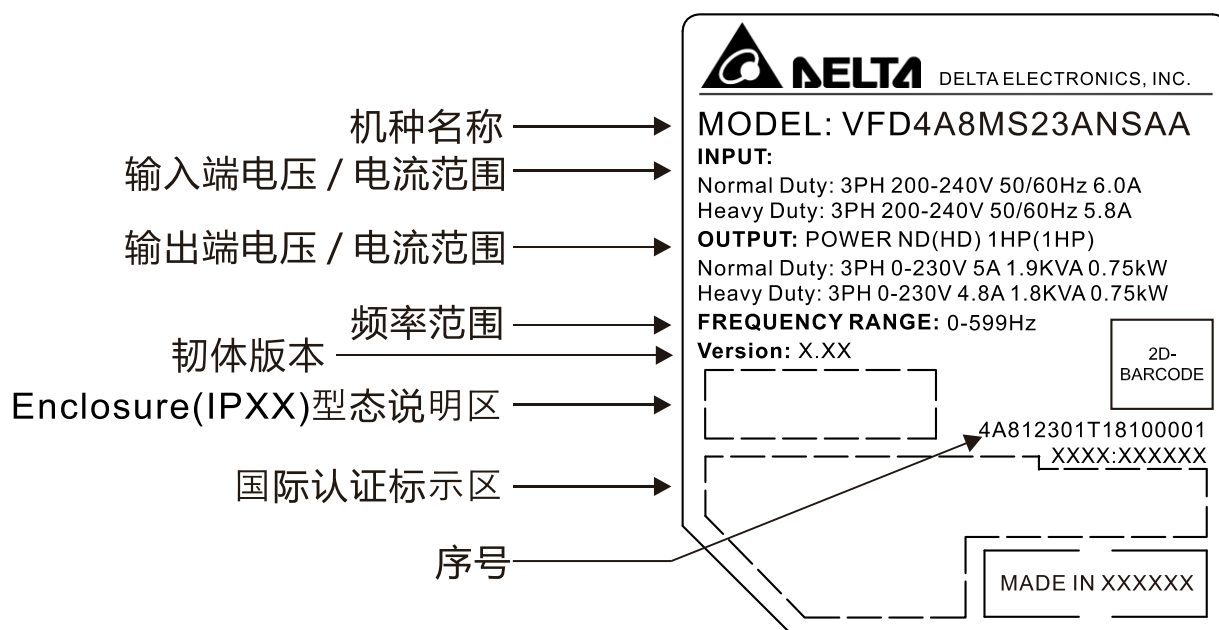 DELTA DELTA ELECTRONICS, INC.
机种名称
MODEL: VFD4A8MS23ANSAA
输入端电压 / 电流范围
INPUT:
Normal Duty: 3PH 200-240V 50/60Hz 6.0A
Heavy Duty: 3PH 200-240V 50/60Hz 5.8A
输出端电压 / 电流范围
OUTPUT: POWER ND(HD) 1HP(1HP)
Normal Duty: 3PH 0-230V 5A 1.9KVA 0.75kW
Heavy Duty: 3PH 0-230V 4.8A 1.8KVA 0.75kW
频率范围
FREQUENCY RANGE: 0-599Hz
韧体版本
Version: X.XX
2D-
BARCODE
Enclosure(IPXX)型态说明区
4A812301T18100001
XXXX:XXXXXX
国际认证标示区
序号
MADE IN XXXXXX